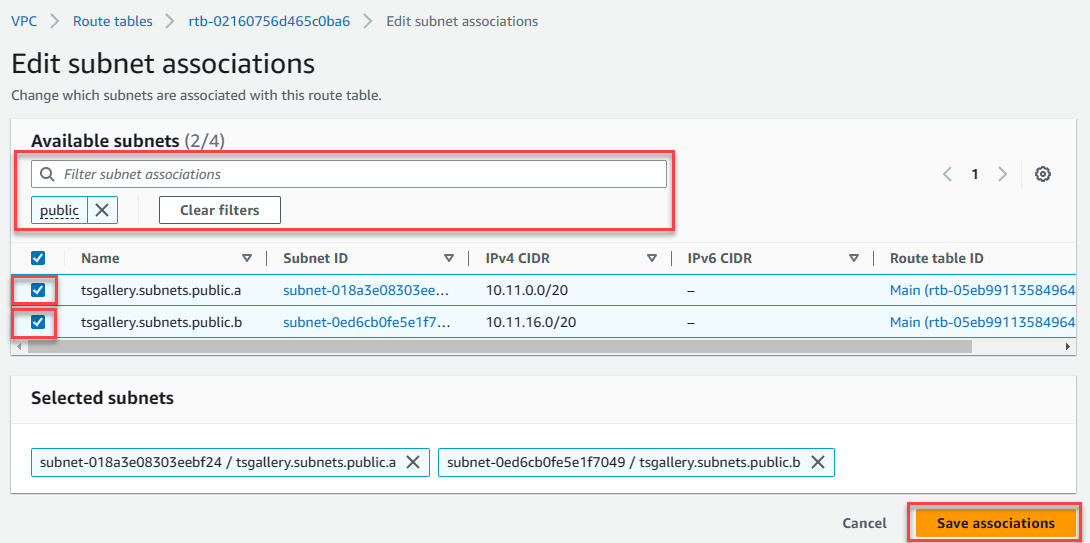 VPC > Route tables > rtb-02160756d465c0ba6 > Edit subnet associations
Edit subnet associations
Change which subnets are associated with this route table.
Available subnets (2/4)
Filter subnet associations
1
public
Clear filters
Name Subnet ID IPv4 CIDR IPv6 CIDR Route table ID
tsgallery.subnets.public.a subnet-018a3e08303ee... 10.11.0.0/20 – Main (rtb-05eb99113584964
tsgallery.subnets.public.b subnet-0ed6cb0fe5e1f7... 10.11.16.0/20 – Main (rtb-05eb99113584964
Selected subnets
subnet-018a3e08303eebf24 / tsgallery.subnets.public.a subnet-0ed6cb0fe5e1f7049 / tsgallery.subnets.public.b
Cancel Save associations